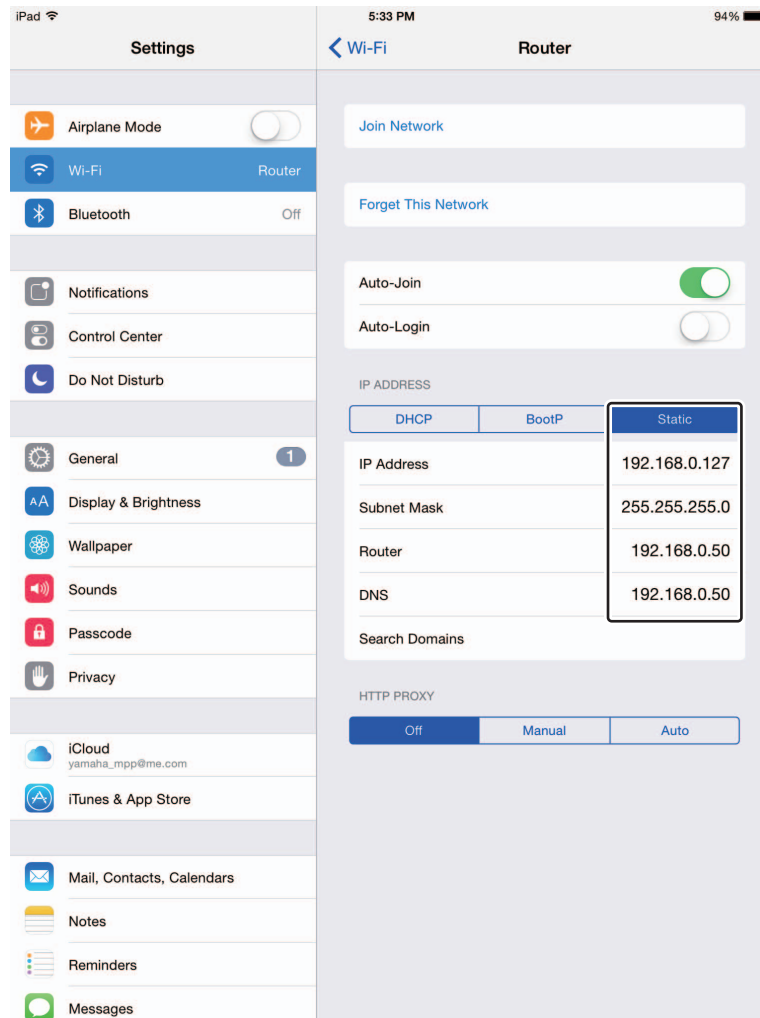 iPad
5:33 PM
94%
Settings
Wi-Fi
Router
Airplane Mode
Wi-Fi Router
Bluetooth Off
Notifications
Control Center
Do Not Disturb
General 1
AA Display & Brightness
Wallpaper
Sounds
Passcode
Privacy
iCloud
yamaha_mpp@me.com
iTunes & App Store
Mail, Contacts, Calendars
Notes
Reminders
Messages
Join Network
Forget This Network
Auto-Join
Auto-Login
IP ADDRESS
DHCP BootP Static
IP Address 192.168.0.127
Subnet Mask 255.255.255.0
Router 192.168.0.50
DNS 192.168.0.50
Search Domains
HTTP PROXY
Off Manual Auto